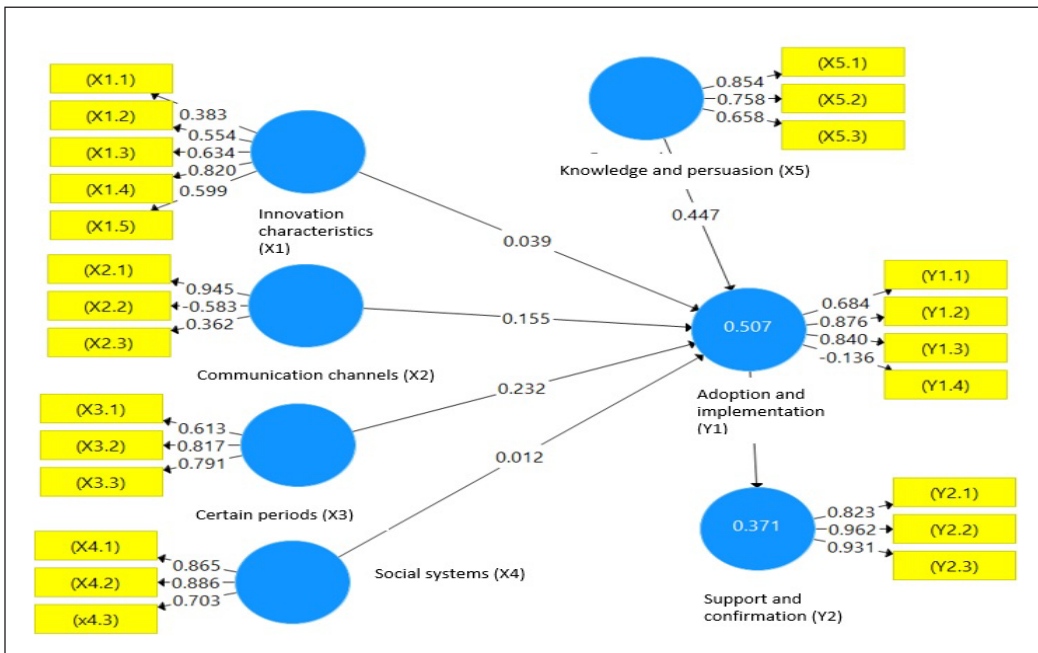 (X1.1)
(X1.2)
(X1.3)
(X1.4)
(X1.5)
0.383
0.554
0.634
0.820
0.599
Innovation
characteristics
(X1)
(X5.1)
(X5.2)
(X5.3)
0.854
0.758
0.658
Knowledge and persuasion (X5)
0.447
0.039
(X2.1)
(X2.2)
(X2.3)
0.945
-0.583
0.362
Communication channels (X2)
0.155
(Y1.1)
(Y1.2)
(Y1.3)
(Y1.4)
0.684
0.876
0.840
-0.136
0.507
Adoption and
implementation
(Y1)
(X3.1)
(X3.2)
(X3.3)
0.613
0.817
0.791
Certain periods (X3)
0.232
0.012
(X4.1)
(X4.2)
(x4.3)
0.865
0.886
0.703
Social systems (X4)
(Y2.1)
(Y2.2)
(Y2.3)
0.823
0.962
0.931
0.371
Support and
confirmation (Y2)